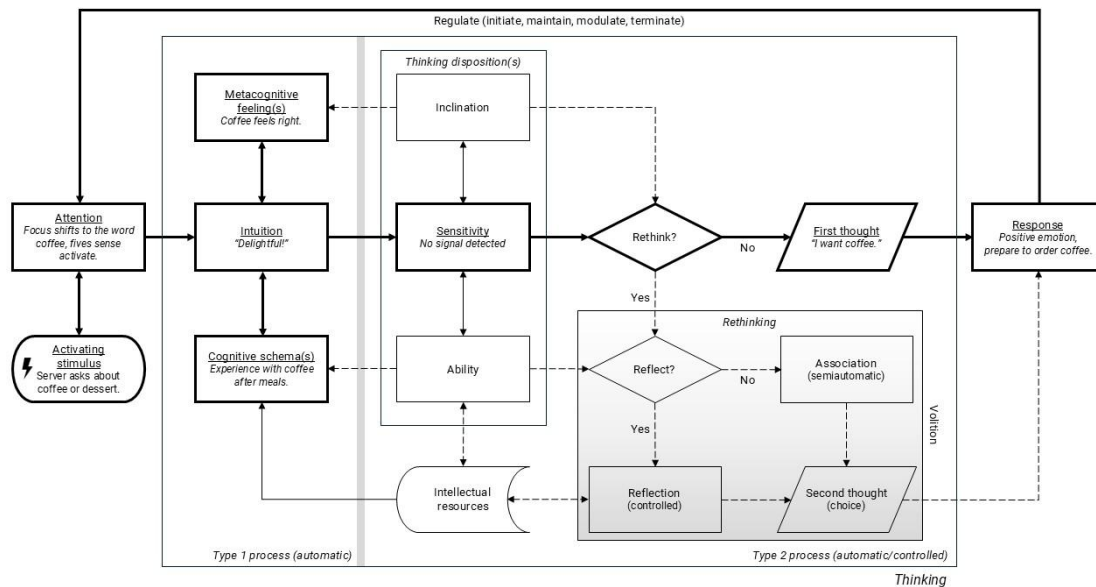 Regulate (initiate, maintain, modulate, terminate)
Thinking disposition(s)
Metacognitive
feeling(s)
Coffee feels right.
Inclination
Attention
Focus shifts to the word
coffee, fives sense
activate.
Intuition
"Delightful!"
Sensitivity
No signal detected
Rethink?
No
First thought
"I want coffee."
Response
Positive emotion,
prepare to order coffee.
Yes
Activating
stimulus
Server asks about
coffee or dessert.
Cognitive schema(s)
Experience with coffee
after meals.
Ability
Rethinking
Reflect?
No
Association
(semiautomatic)
Yes
Volition
Intellectual
resources
Reflection
(controlled)
Second thought
(choice)
Type 1 process (automatic)
Type 2 process (automatic/controlled)
Thinking